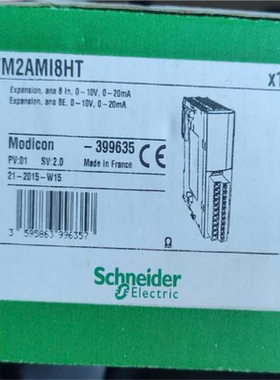 TM2AMI8HT
x1
Expansion, ana 8 In, 0-10V, 0-20mA
Expansion, ana 8E, 0-10V, 0-20mA
Modicon
-399635
CE
PV:01 SV:2.0
Made in France
21-2015-W15
Schneider
Electric
3 595863 996357